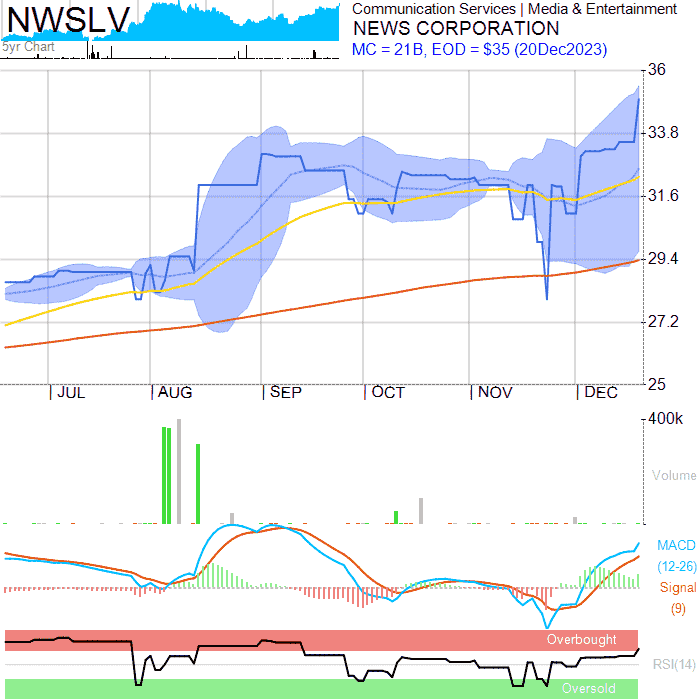 NWSLV
5yr Chart
Communication Services | Media & Entertainment
NEWS CORPORATION
MC = 21B, EOD = $35 (20Dec2023)
36
33.8
31.6
29.4
27.2
25
JUL
AUG
SEP
OCT
NOV
DEC
400k
Volume
MACD
(12-26)
Signal
(9)
Overbought
RSI(14)
Oversold